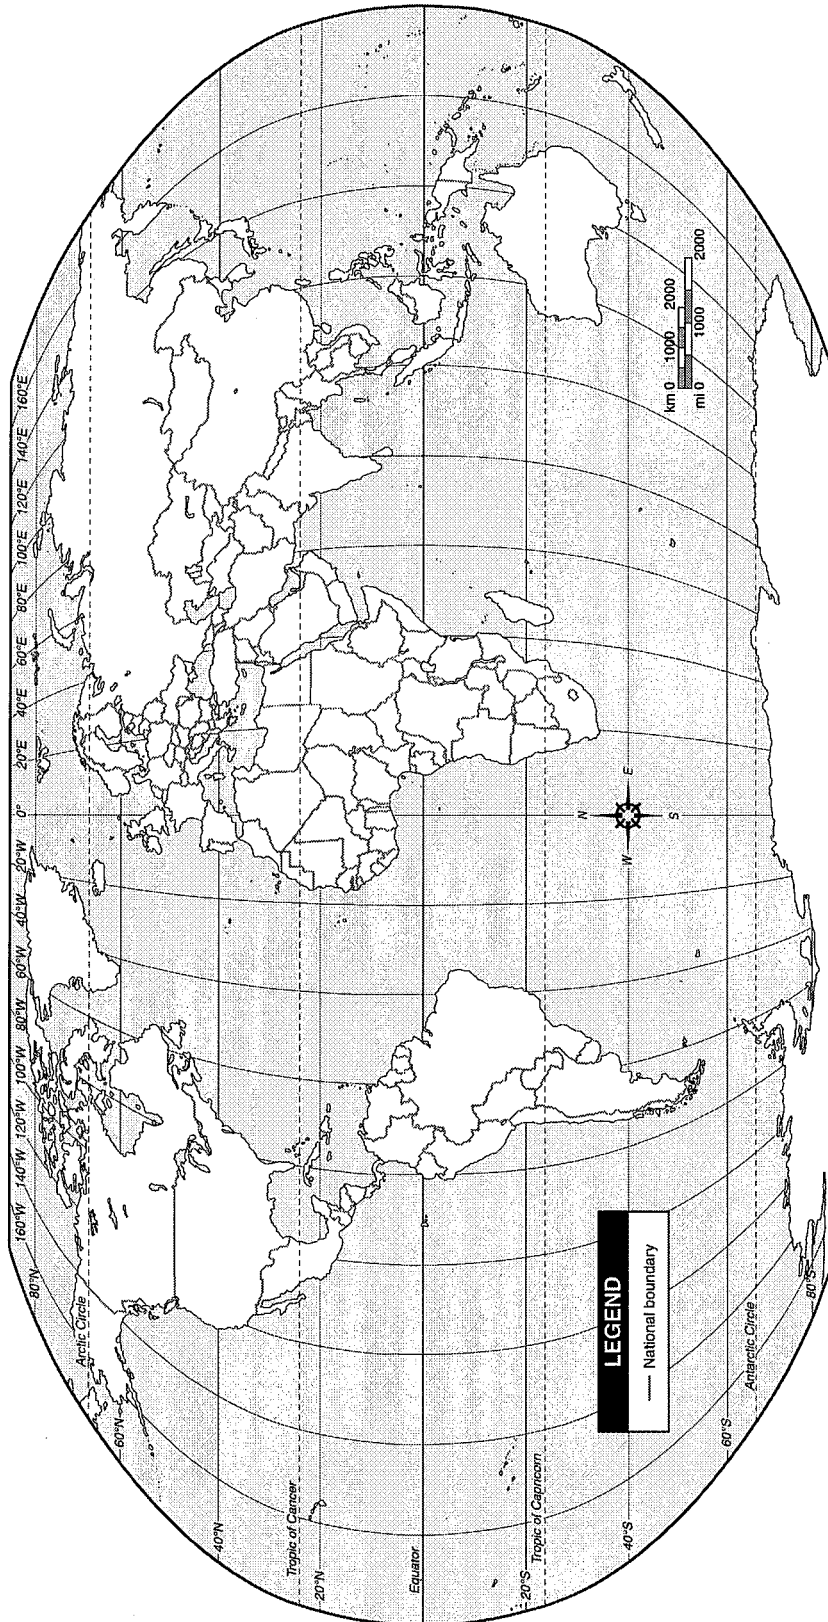 160°W
140°W
120°W
100°W
80°W
60°W
40°W
20°W
0°
20°E
40°E
60°E
80°E
100°E
120°E
140°E
160°E
80°N
Arctic Circle
60°N
40°N
Tropic of Cancer
20°N
Equator
20°S
Tropic of Capricorn
40°S
60°S
Antarctic Circle
80°S
N
W
E
S
km 0 1000 2000
mi 0 1000 2000
LEGEND
National boundary